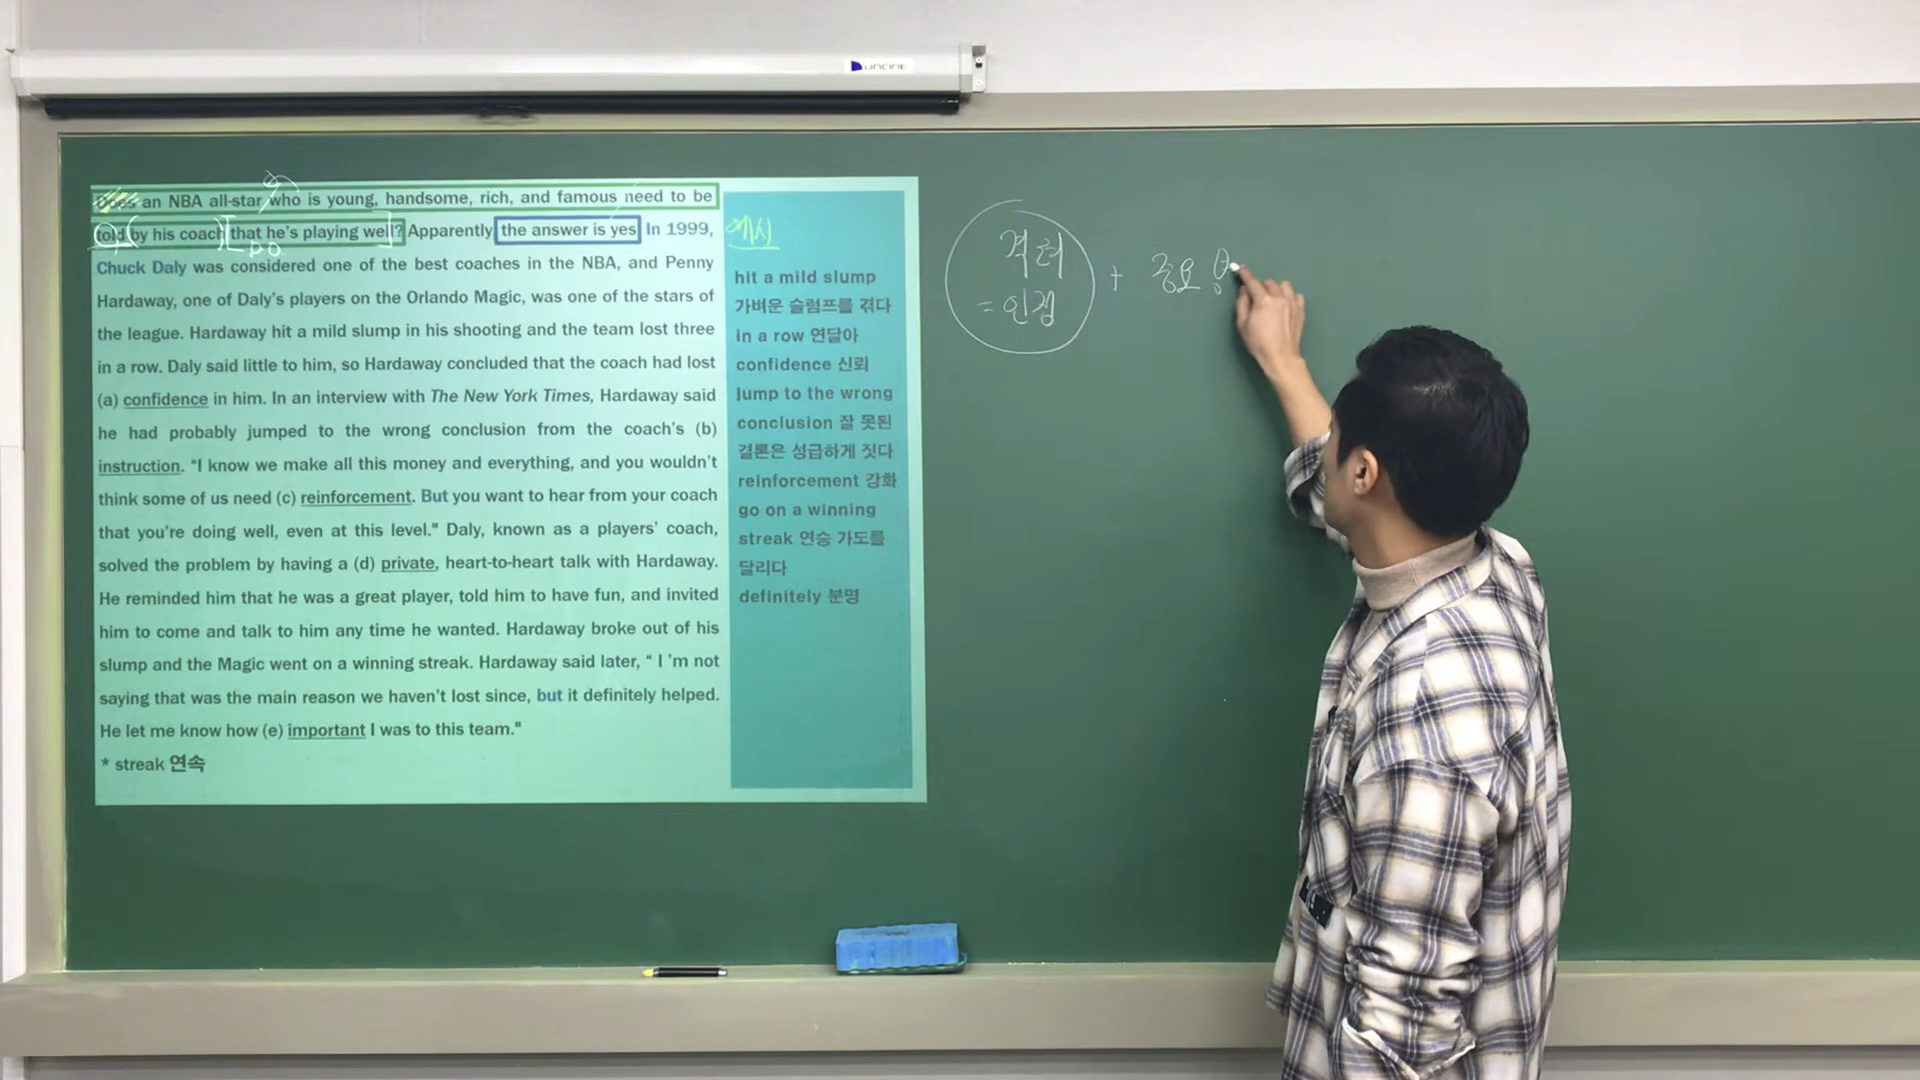 UNCINE
Does an NBA all-star who is young, handsome, rich, and famous need to be
told by his coach that he's playing well? Apparently the answer is yes In 1999,
Chuck Daly was considered one of the best coaches in the NBA, and Penny
Hardaway, one of Daly's players on the Orlando Magic, was one of the stars of
the league. Hardaway hit a mild slump in his shooting and the team lost three
in a row. Daly said little to him, so Hardaway concluded that the coach had lost
(a) confidence in him. In an interview with The New York Times, Hardaway said
he had probably jumped to the wrong conclusion from the coach's (b)
instruction. “I know we make all this money and everything, and you wouldn't
think some of us need (c) reinforcement. But you want to hear from your coach
that you're doing well, even at this level." Daly, known as a players' coach,
solved the problem by having a (d) private, heart-to-heart talk with Hardaway.
He reminded him that he was a great player, told him to have fun, and invited
him to come and talk to him any time he wanted. Hardaway broke out of his
slump and the Magic went on a winning streak. Hardaway said later, “ I 'm not
saying that was the main reason we haven't lost since, but it definitely helped.
He let me know how (e) important I was to this team."
* streak 연속
예시
hit a mild slump
가벼운 슬럼프를 겪다
in a row 연달아
confidence 신뢰
jump to the wrong
conclusion 잘 못된
결론은 성급하게 짓다
reinforcement 강화
go on a winning
streak 연승 가도를
달리다
definitely 분명
격려
= 인정
+ 중요